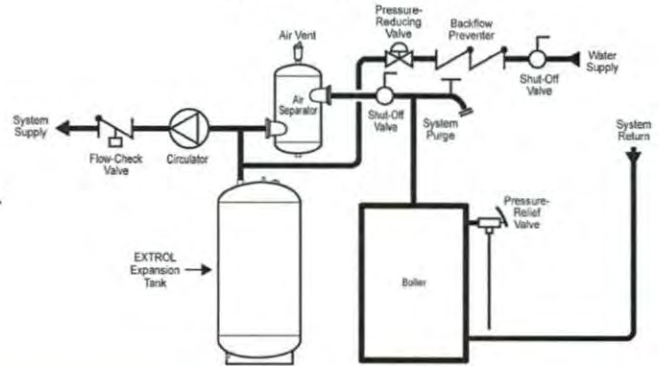 Pressure-
Reducing
Valve
Backflow
Preventer
Air Vent
Water
Supply
Shut-Off
Valve
Air
Separator
Shut-Off
Valve
System
Purge
System
Supply
Flow-Check
Valve
Circulator
System
Return
Pressure-
Relief
Valve
EXTROL
Expansion
Tank
Boiler